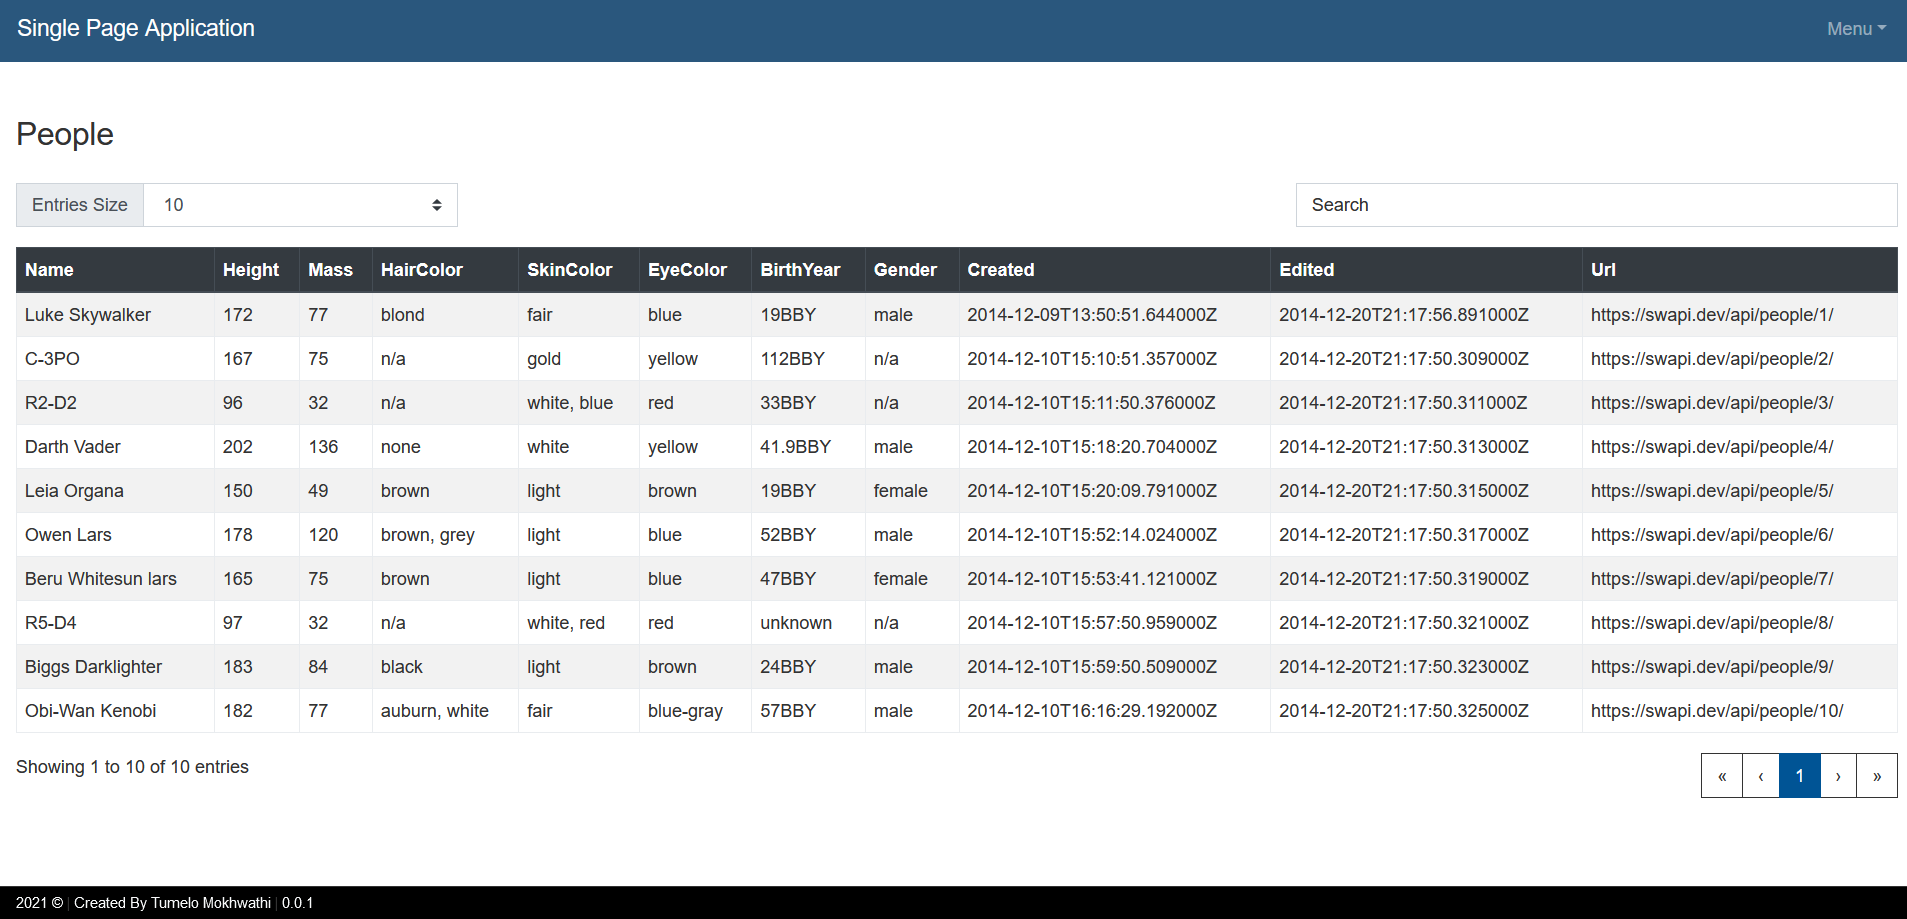 Single Page Application Menu
People
Entries Size 10 Search
Name Height Mass HairColor SkinColor EyeColor BirthYear Gender Created Edited Url
Luke Skywalker 172 77 blond fair blue 19BBY male 2014-12-09T13:50:51.644000Z 2014-12-20T21:17:56.891000Z https://swapi.dev/api/people/1/
C-3PO 167 75 n/a gold yellow 112BBY n/a 2014-12-10T15:10:51.357000Z 2014-12-20T21:17:50.309000Z https://swapi.dev/api/people/2/
R2-D2 96 32 n/a white, blue red 33BBY n/a 2014-12-10T15:11:50.376000Z 2014-12-20T21:17:50.311000Z https://swapi.dev/api/people/3/
Darth Vader 202 136 none white yellow 41.9BBY male 2014-12-10T15:18:20.704000Z 2014-12-20T21:17:50.313000Z https://swapi.dev/api/people/4/
Leia Organa 150 49 brown light brown 19BBY female 2014-12-10T15:20:09.791000Z 2014-12-20T21:17:50.315000Z https://swapi.dev/api/people/5/
Owen Lars 178 120 brown, grey light blue 52BBY male 2014-12-10T15:52:14.024000Z 2014-12-20T21:17:50.317000Z https://swapi.dev/api/people/6/
Beru Whitesun lars 165 75 brown light blue 47BBY female 2014-12-10T15:53:41.121000Z 2014-12-20T21:17:50.319000Z https://swapi.dev/api/people/7/
R5-D4 97 32 n/a white, red red unknown n/a 2014-12-10T15:57:50.959000Z 2014-12-20T21:17:50.321000Z https://swapi.dev/api/people/8/
Biggs Darklighter 183 84 black light brown 24BBY male 2014-12-10T15:59:50.509000Z 2014-12-20T21:17:50.323000Z https://swapi.dev/api/people/9/
Obi-Wan Kenobi 182 77 auburn, white fair blue-gray 57BBY male 2014-12-10T16:16:29.192000Z 2014-12-20T21:17:50.325000Z https://swapi.dev/api/people/10/
Showing 1 to 10 of 10 entries « ‹ 1 › »
2021 © | Created By Tumelo Mokhwathi | 0.0.1